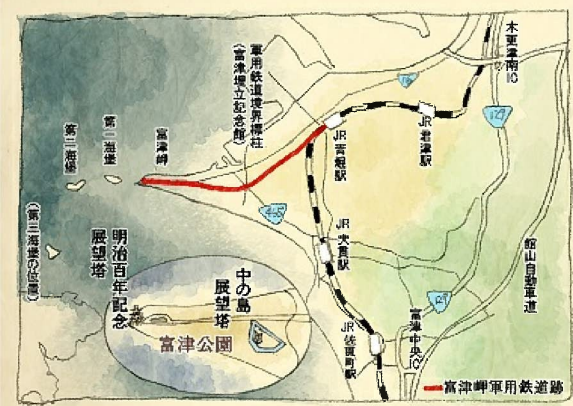 木更津南IC
軍用鉄道境界標柱
(富津埋立記念館)
16
127
JR君津駅
JR青堀駅
富津岬
第一海堡
第二海堡
465
(第三海堡の位置)
JR大貫駅
館山自動車道
明治百年記念
展望塔
中の島
展望塔
富津公園
JR佐貫町駅
富津中央IC
富津岬軍用鉄道跡